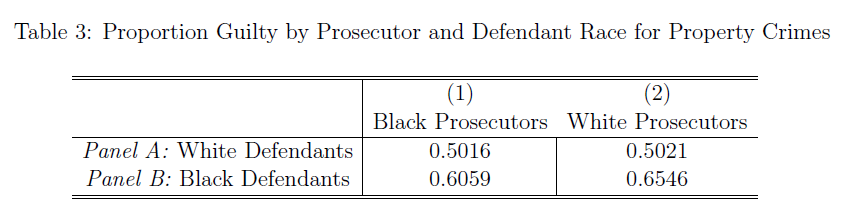 Table 3: Proportion Guilty by Prosecutor and Defendant Race for Property Crimes
(1) (2)
Black Prosecutors White Prosecutors
Panel A: White Defendants 0.5016 0.5021
Panel B: Black Defendants 0.6059 0.6546